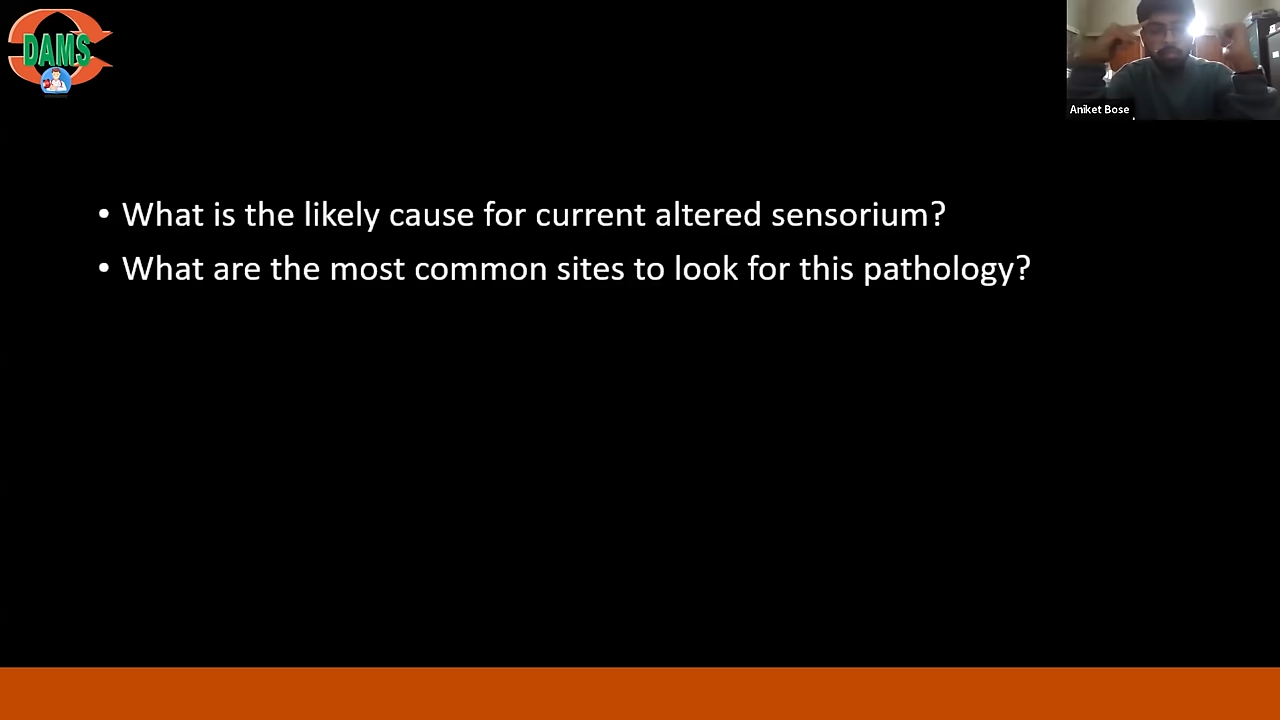 DAMS
Aniket Bose
• What is the likely cause for current altered sensorium?
• What are the most common sites to look for this pathology?